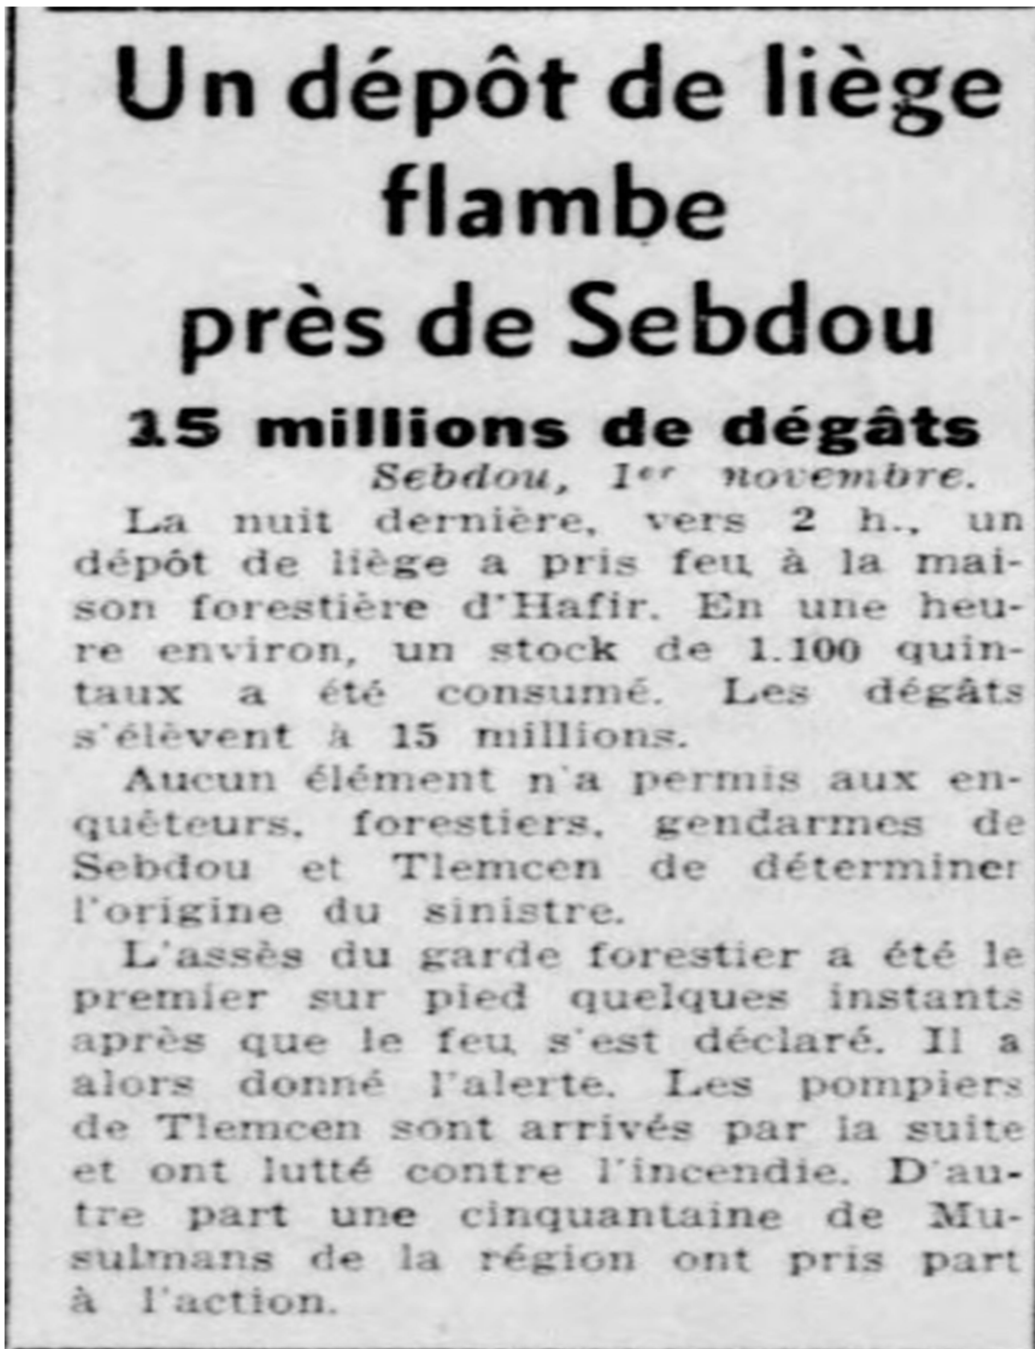 Un dépôt de liège
flambe
près de Sebdou
15 millions de dégâts
Sebdou, 1er novembre.
La nuit dernière, vers 2 h., un
dépôt de liège a pris feu à la mai-
son forestière d'Hafir. En une heu-
re environ, un stock de 1.100 quin-
taux a été consumé. Les dégâts
s'élèvent à 15 millions.
Aucun élément n'a permis aux en-
quêteurs, forestiers, gendarmes de
Sebdou et Tlemcen de déterminer
l'origine du sinistre.
L'assès du garde forestier a été le
premier sur pied quelques instants
après que le feu s'est déclaré. Il a
alors donné l'alerte. Les pompiers
de Tlemcen sont arrivés par la suite
et ont lutté contre l'incendie. D'au-
tre part une cinquantaine de Mu-
sulmans de la région ont pris part
à l'action.